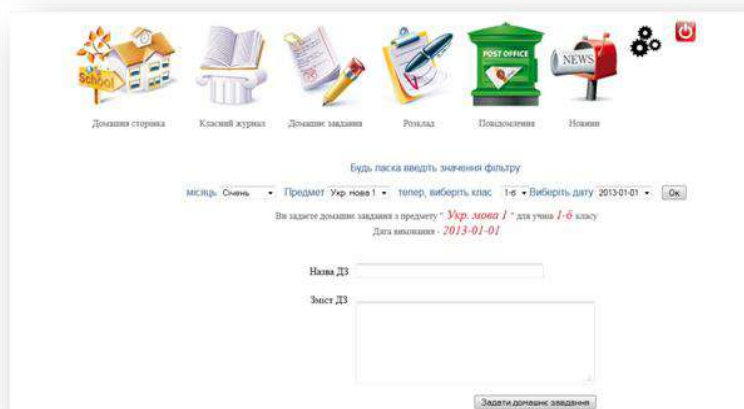 School
POST OFFICE
NEWS
Домашня сторінка Класний журнал Домашнє завдання Розклад Повідомлення Новини
Будь ласка введіть значення фільтру
місяць Січень Предмет Укр. мова 1 тепер, виберіть клас 1-б Виберіть дату 2013-01-01 Ок
Ви задаєте домашнє завдання з предмету " Укр. мова 1 " для учнів 1-б класу
Дата виконання - 2013-01-01
Назва ДЗ
Зміст ДЗ
Задати домашнє завдання